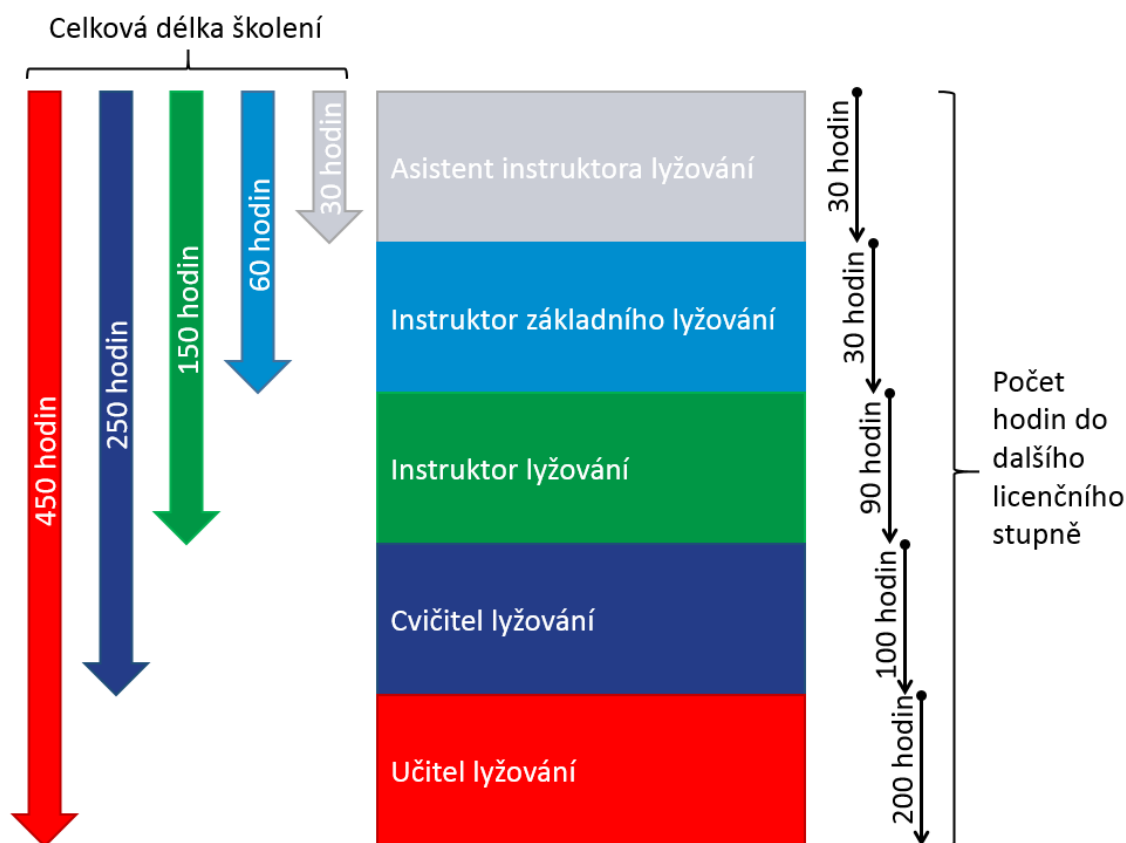 Celková délka školení
450 hodin
250 hodin
150 hodin
60 hodin
30 hodin
Asistent instruktora lyžování
Instruktor základního lyžování
Instruktor lyžování
Cvičitel lyžování
Učitel lyžování
30 hodin
30 hodin
90 hodin
100 hodin
200 hodin
Počet
hodin do
dalšího
licenčního
stupně